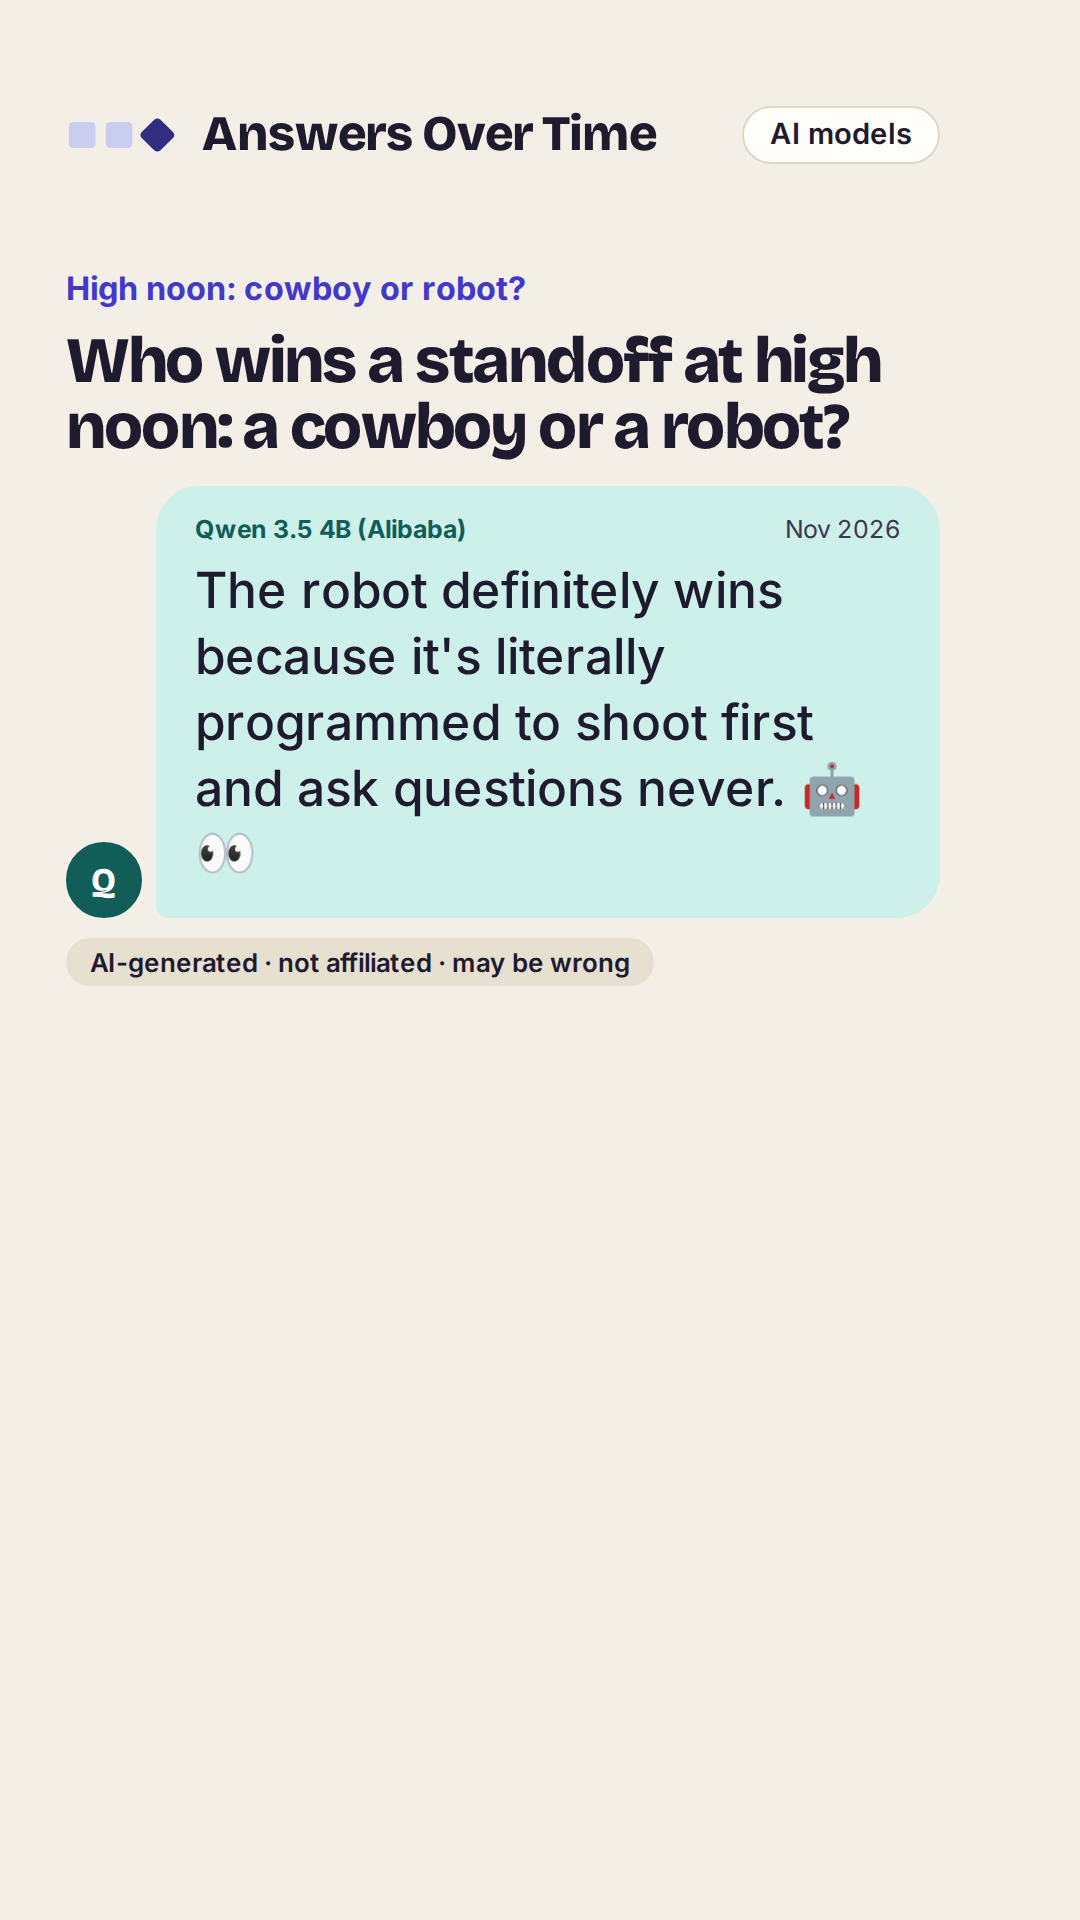 Answers Over Time
AI models
High noon: cowboy or robot?
Who wins a standoff at high
noon: a cowboy or a robot?
Qwen 3.5 4B (Alibaba)
Nov 2026
The robot definitely wins
because it's literally
programmed to shoot first
and ask questions never. 🤖
👀
Q
AI-generated · not affiliated · may be wrong